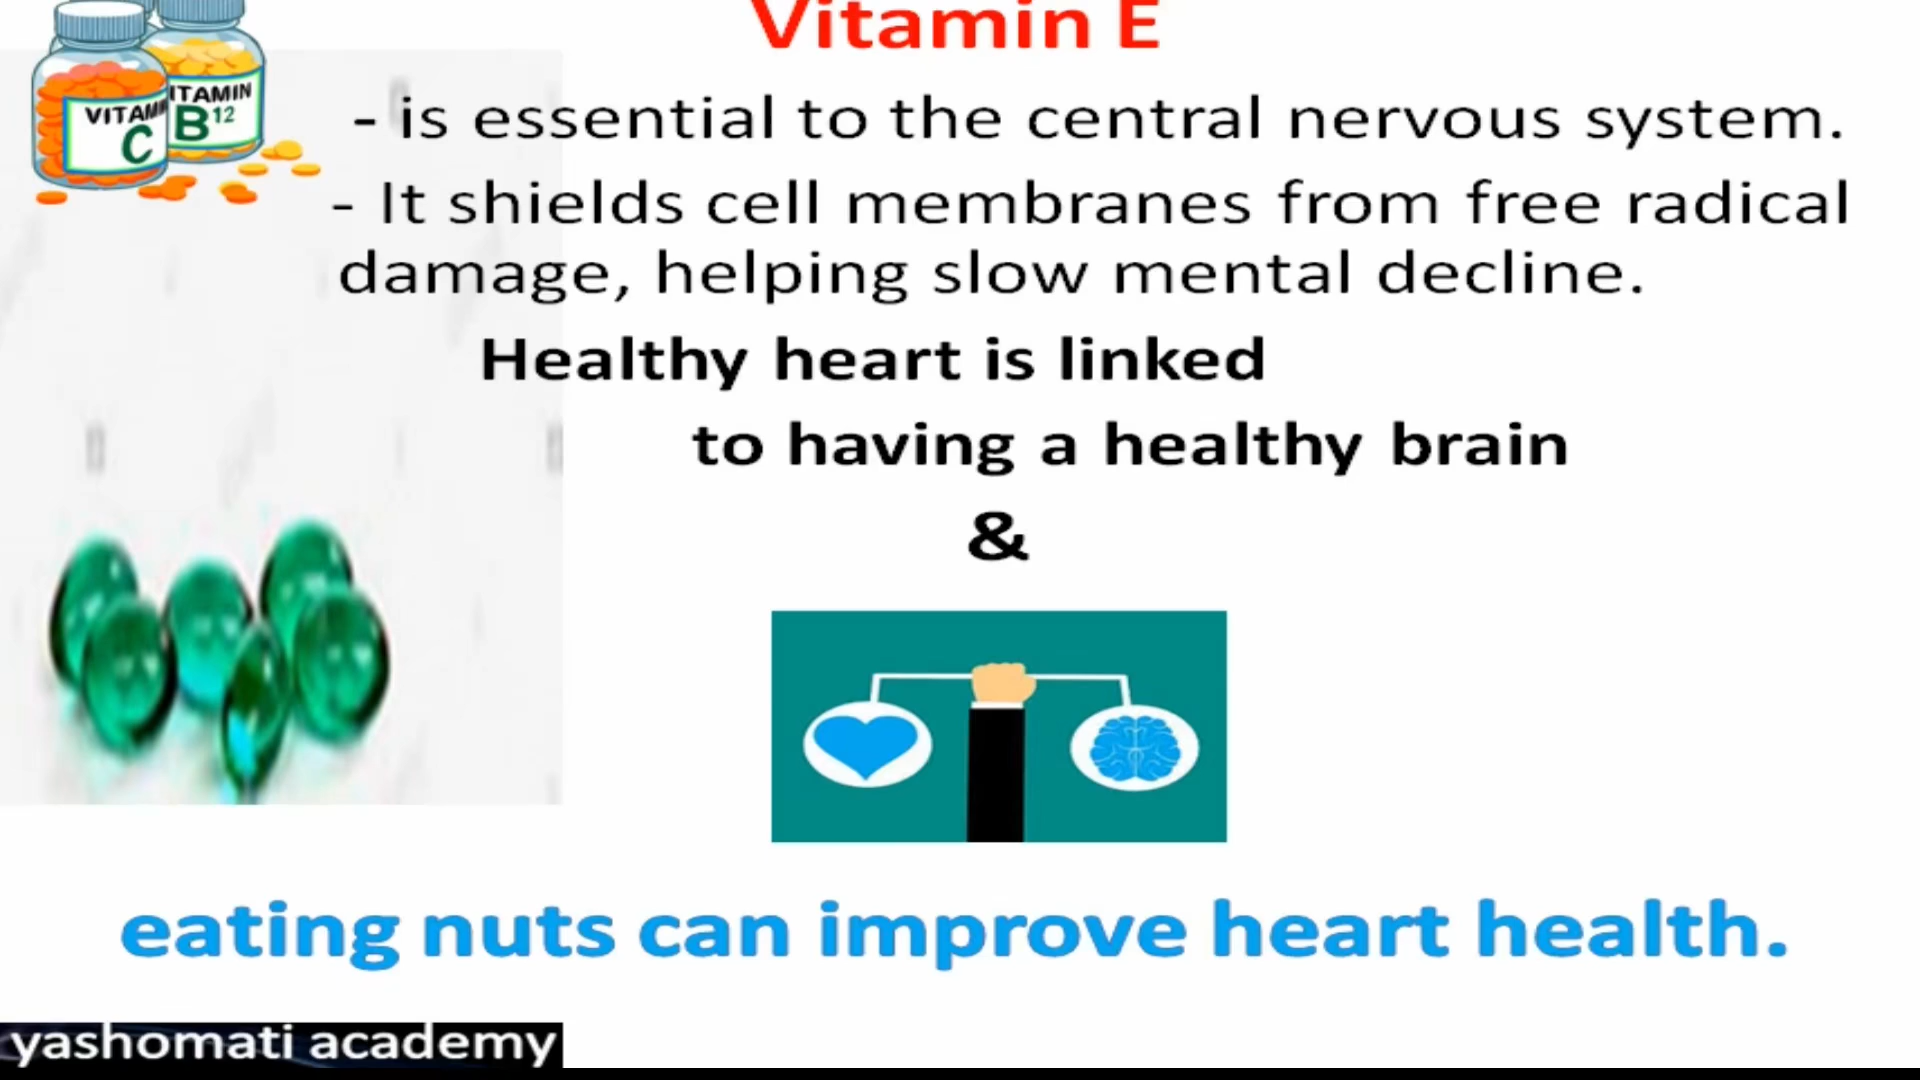 Vitamin E
VITAMIN
B12
VITAMIN
C
- is essential to the central nervous system.
- It shields cell membranes from free radical
damage, helping slow mental decline.
Healthy heart is linked
to having a healthy brain
&
eating nuts can improve heart health.
yashomati academy